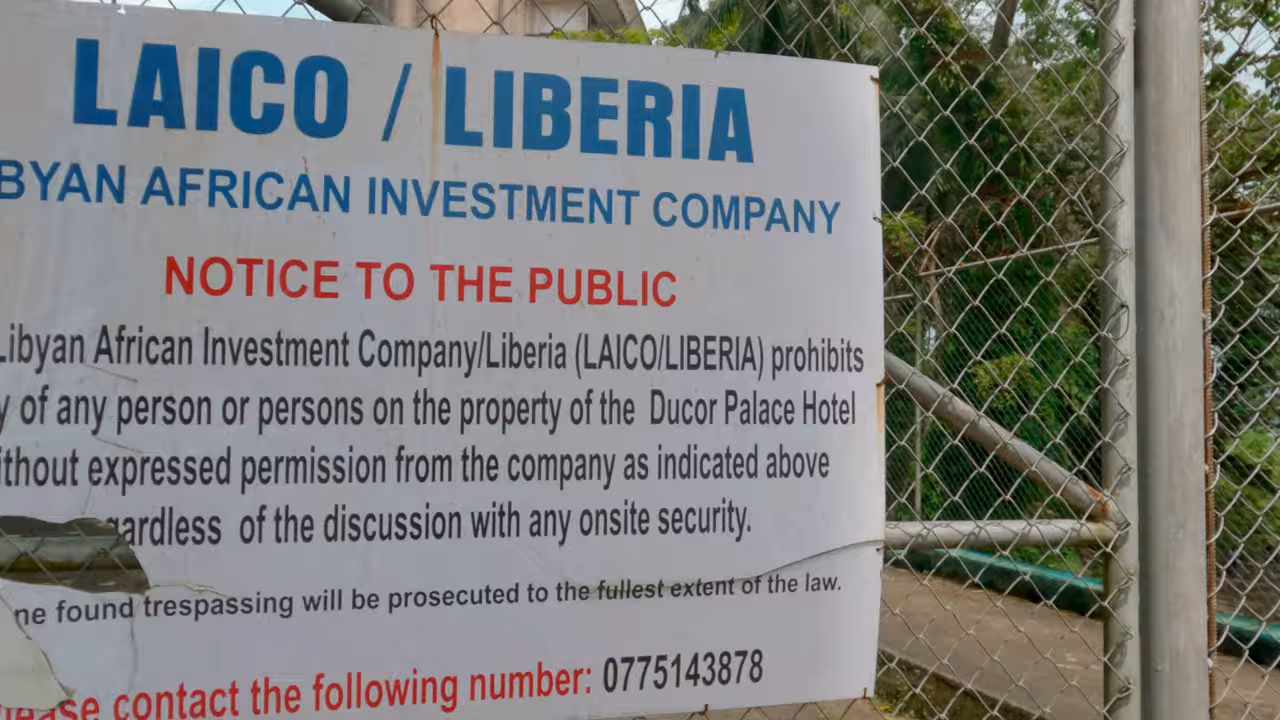 LAICO / LIBERIA
BYAN AFRICAN INVESTMENT COMPANY
NOTICE TO THE PUBLIC
Libyan African Investment Company/Liberia (LAICO/LIBERIA) prohibits
y of any person or persons on the property of the Ducor Palace Hotel
ithout expressed permission from the company as indicated above
gardless of the discussion with any onsite security.
ne found trespassing will be prosecuted to the fullest extent of the law.
lease contact the following number: 0775143878